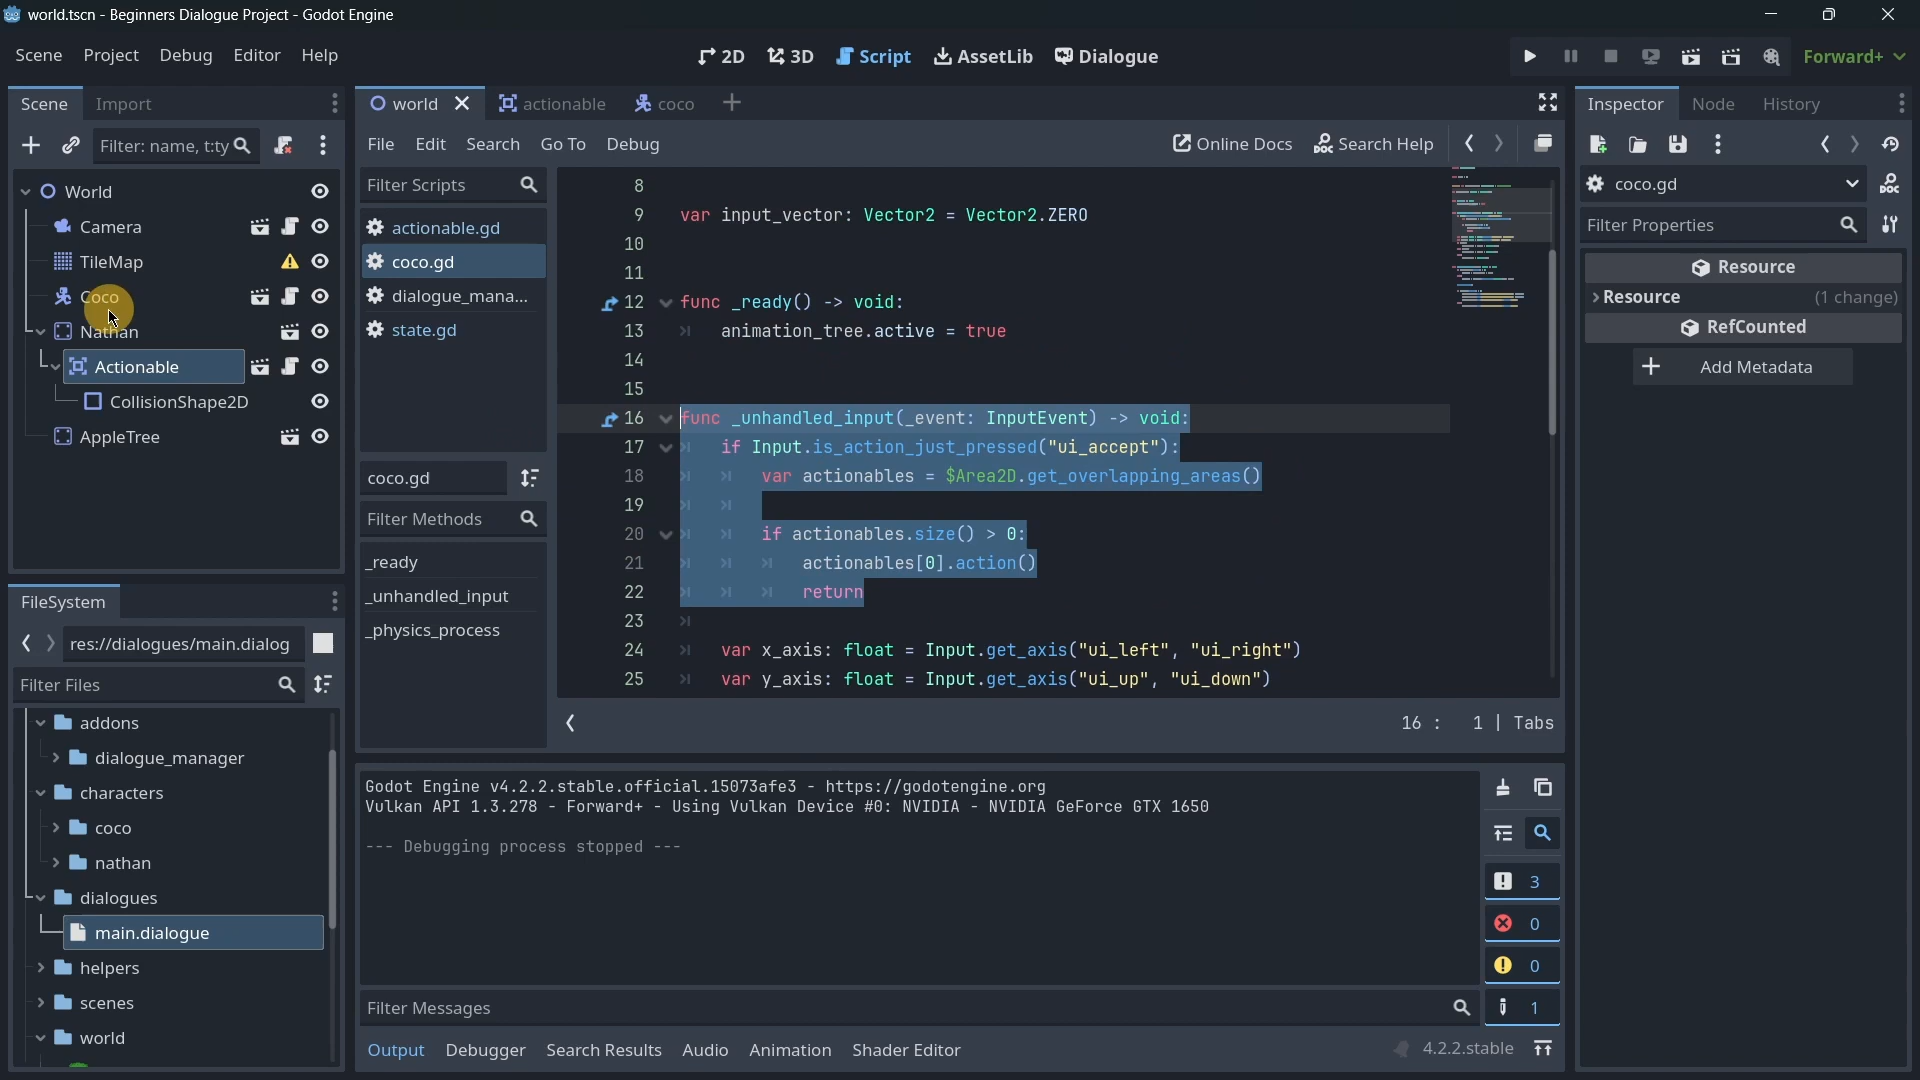 world.tscn - Beginners Dialogue Project - Godot Engine
Scene Project Debug Editor Help
2D 3D Script AssetLib Dialogue
Forward+
Scene Import
Filter: name, t:ty
World
Camera
TileMap
Coco
Nathan
Actionable
CollisionShape2D
AppleTree
FileSystem
res://dialogues/main.dialog
Filter Files
addons
dialogue_manager
characters
coco
nathan
dialogues
main.dialogue
helpers
scenes
world
world actionable coco
File Edit Search Go To Debug
Online Docs Search Help
Filter Scripts
actionable.gd
coco.gd
dialogue_mana...
state.gd
coco.gd
Filter Methods
_ready
_unhandled_input
_physics_process
8
9 var input_vector: Vector2 = Vector2.ZERO
10
11
12 func _ready() -> void:
13 animation_tree.active = true
14
15
16 func _unhandled_input(_event: InputEvent) -> void:
17 if Input.is_action_just_pressed("ui_accept"):
18 var actionables = $Area2D.get_overlapping_areas()
19
20 if actionables.size() > 0:
21 actionables[0].action()
22 return
23
24 var x_axis: float = Input.get_axis("ui_left", "ui_right")
25 var y_axis: float = Input.get_axis("ui_up", "ui_down")
16 : 1 | Tabs
Godot Engine v4.2.2.stable.official.15073afe3 - https://godotengine.org
Vulkan API 1.3.278 - Forward+ - Using Vulkan Device #0: NVIDIA - NVIDIA GeForce GTX 1650
--- Debugging process stopped ---
3
0
0
1
Filter Messages
Output Debugger Search Results Audio Animation Shader Editor
4.2.2.stable
Inspector Node History
coco.gd
Filter Properties
Resource
Resource (1 change)
RefCounted
Add Metadata